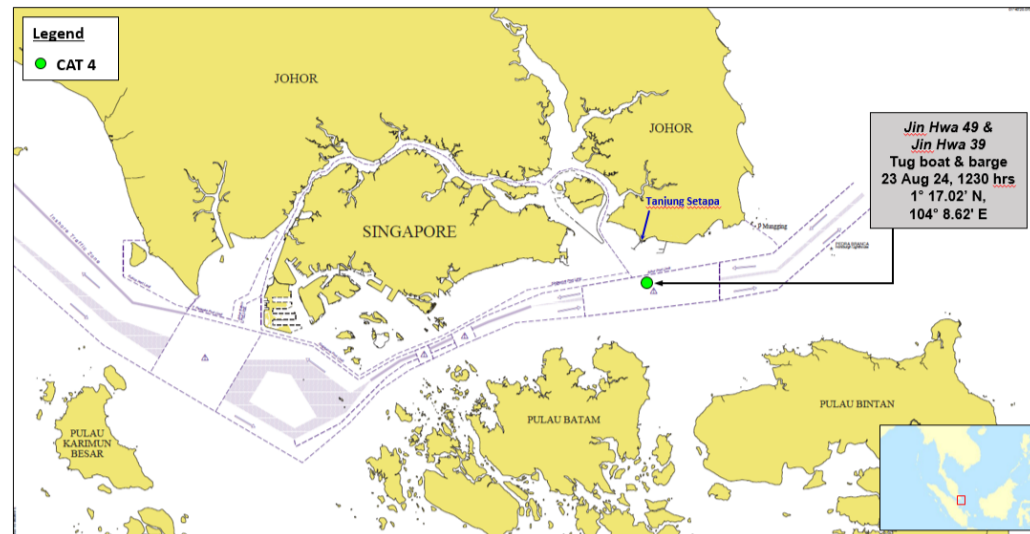 Legend
CAT 4
JOHOR
JOHOR
Jin Hwa 49 &
Jin Hwa 39
Tug boat & barge
23 Aug 24, 1230 hrs
1° 17.02' N,
104° 8.62' E
Tanjung Setapa
SINGAPORE
PULAU BATAM
PULAU BINTAN
PULAU
KARIMUN
BESAR